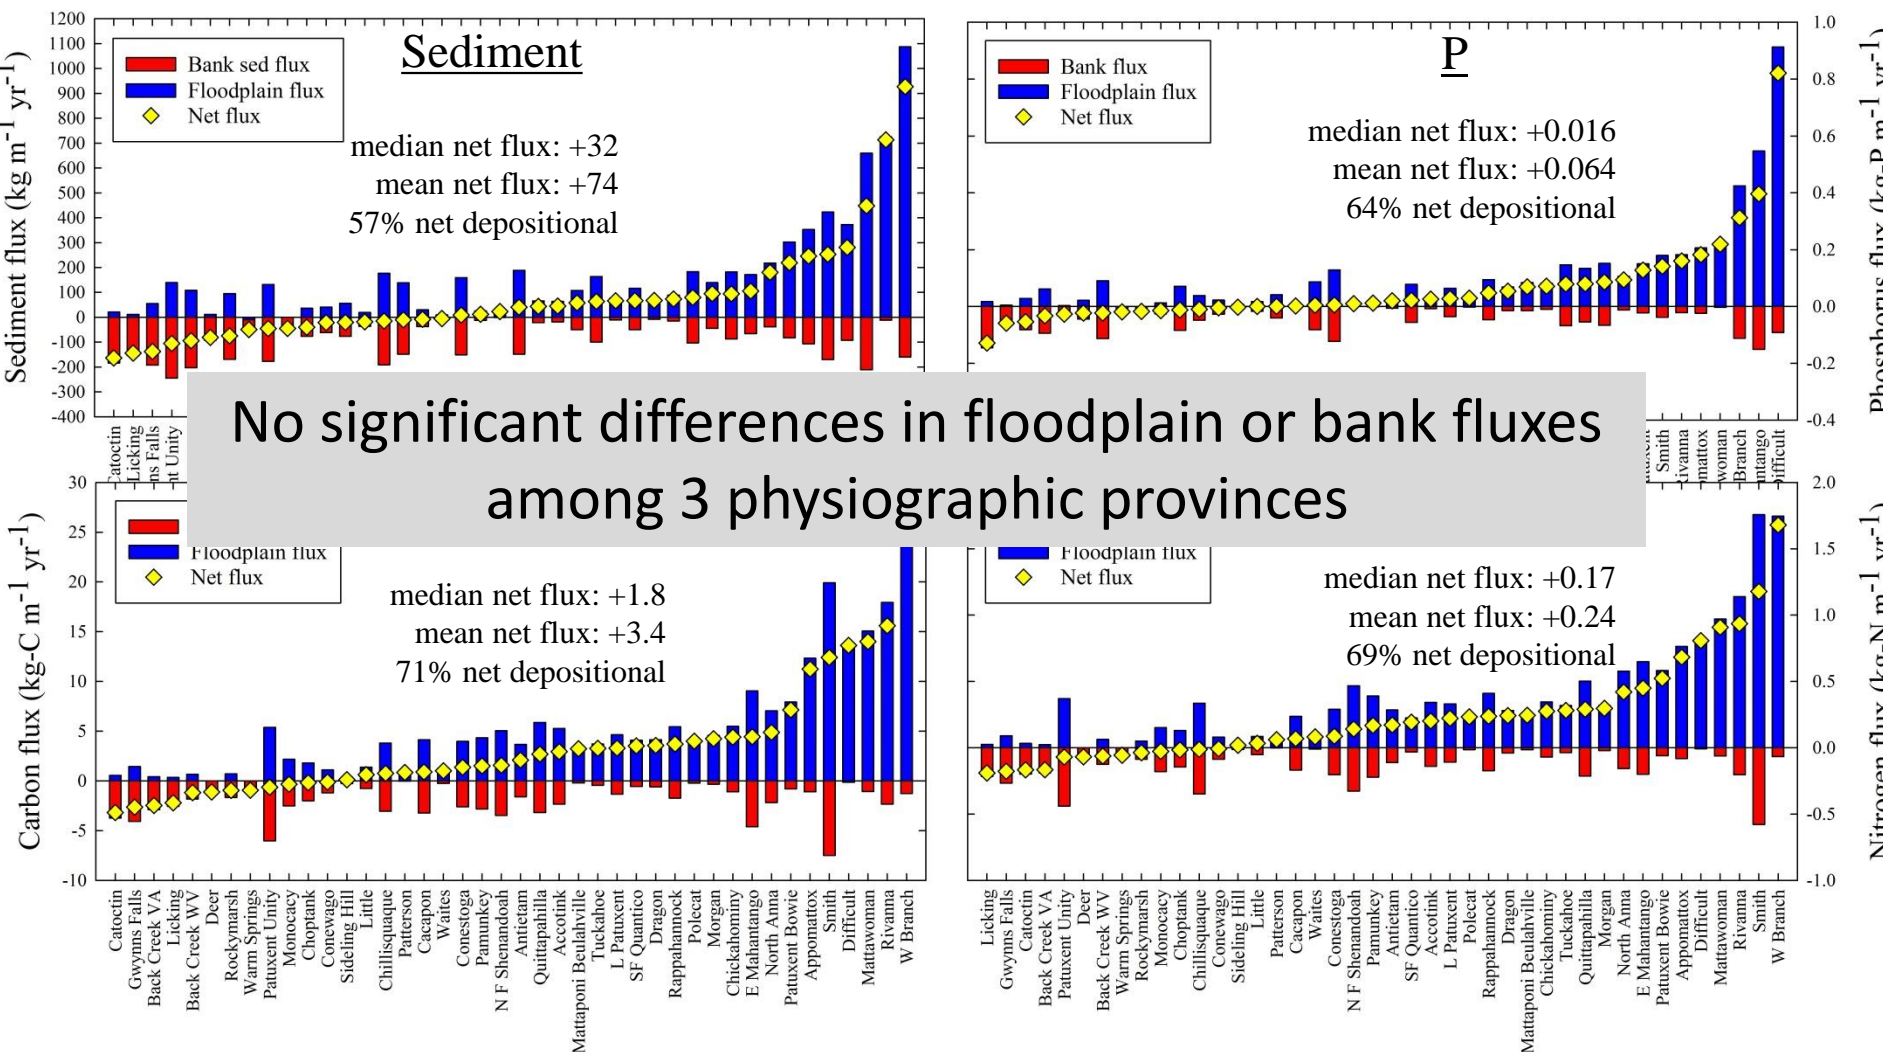 Sediment
Bank sed flux
Floodplain flux
Net flux
median net flux: +32
mean net flux: +74
57% net depositional
Sediment flux (kg m-1 yr-1)
1200
1100
1000
900
800
700
600
500
400
300
200
100
0
-100
-200
-300
-400
Catoctin
Licking
P
Bank flux
Floodplain flux
Net flux
median net flux: +0.016
mean net flux: +0.064
64% net depositional
1.0
0.8
0.6
0.4
0.2
0.0
-0.2
-0.4
Phosphorus flux (kg-P m-1 yr-1)
Smith
Rivanna
Branch
No significant differences in floodplain or bank fluxes
among 3 physiographic provinces
Floodplain flux
Net flux
median net flux: +1.8
mean net flux: +3.4
71% net depositional
Carbon flux (kg-C m-1 yr-1)
30
25
20
15
10
5
0
-5
-10
Catoctin
Gwynns Falls
Back Creek VA
Licking
Back Creek WV
Deer
Rockymarsh
Warm Springs
Patuxent Unity
Monocacy
Choptank
Conewago
Sideling Hill
Little
Chillisquaque
Patterson
Cacapon
Waites
Conestoga
Pamunkey
N F Shenandoah
Antietam
Quittapahilla
Accotink
Mattaponi Beulahville
Tuckahoe
L Patuxent
SF Quantico
Dragon
Rappahannock
Polecat
Morgan
Chickahominy
E Mahantango
North Anna
Patuxent Bowie
Appomattox
Smith
Difficult
Mattawoman
Rivanna
W Branch
Floodplain flux
Net flux
median net flux: +0.17
mean net flux: +0.24
69% net depositional
2.0
1.5
1.0
0.5
0.0
-0.5
-1.0
Nitrogen flux (kg-N m-1 yr-1)
Licking
Gwynns Falls
Catoctin
Back Creek VA
Patuxent Unity
Deer
Back Creek WV
Warm Springs
Rockymarsh
Monocacy
Choptank
Chillisquaque
Conewago
Sideling Hill
Little
Patterson
Cacapon
Waites
Conestoga
N F Shenandoah
Pamunkey
Antietam
SF Quantico
Accotink
L Patuxent
Polecat
Rappahannock
Dragon
Mattaponi Beulahville
Chickahominy
Tuckahoe
Quittapahilla
Morgan
North Anna
E Mahantango
Patuxent Bowie
Appomattox
Difficult
Mattawoman
Rivanna
Smith
W Branch